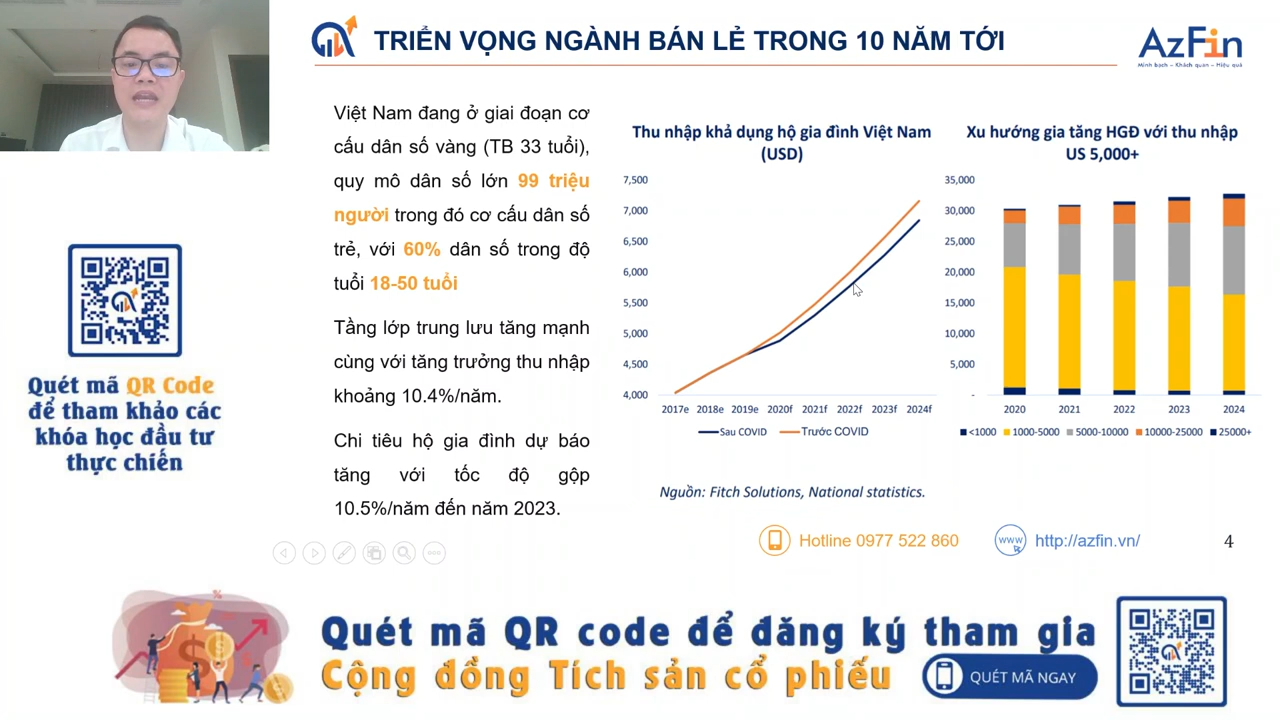 TRIỂN VỌNG NGÀNH BÁN LẺ TRONG 10 NĂM TỚI
AzFin
Minh bạch – Khách quan – Hiệu quả
Việt Nam đang ở giai đoạn cơ
cấu dân số vàng (TB 33 tuổi),
quy mô dân số lớn 99 triệu
người trong đó cơ cấu dân số
trẻ, với 60% dân số trong độ
tuổi 18-50 tuổi
Tầng lớp trung lưu tăng mạnh
cùng với tăng trưởng thu nhập
khoảng 10.4%/năm.
Chi tiêu hộ gia đình dự báo
tăng với tốc độ gộp
10.5%/năm đến năm 2023.
Thu nhập khả dụng hộ gia đình Việt Nam
(USD)
7,500
7,000
6,500
6,000
5,500
5,000
4,500
4,000
2017e 2018e 2019e 2020f 2021f 2022f 2023f 2024f
Sau COVID Trước COVID
Xu hướng gia tăng HGĐ với thu nhập
US 5,000+
35,000
30,000
25,000
20,000
15,000
10,000
5,000
-
2020 2021 2022 2023 2024
<1000 1000-5000 5000-10000 10000-25000 25000+
Nguồn: Fitch Solutions, National statistics.
Hotline 0977 522 860
www
http://azfin.vn/
4
Quét mã QR Code
để tham khảo các
khóa học đầu tư
thực chiến
Quét mã QR code để đăng ký tham gia
Cộng đồng Tích sản cổ phiếu
QUÉT MÃ NGAY